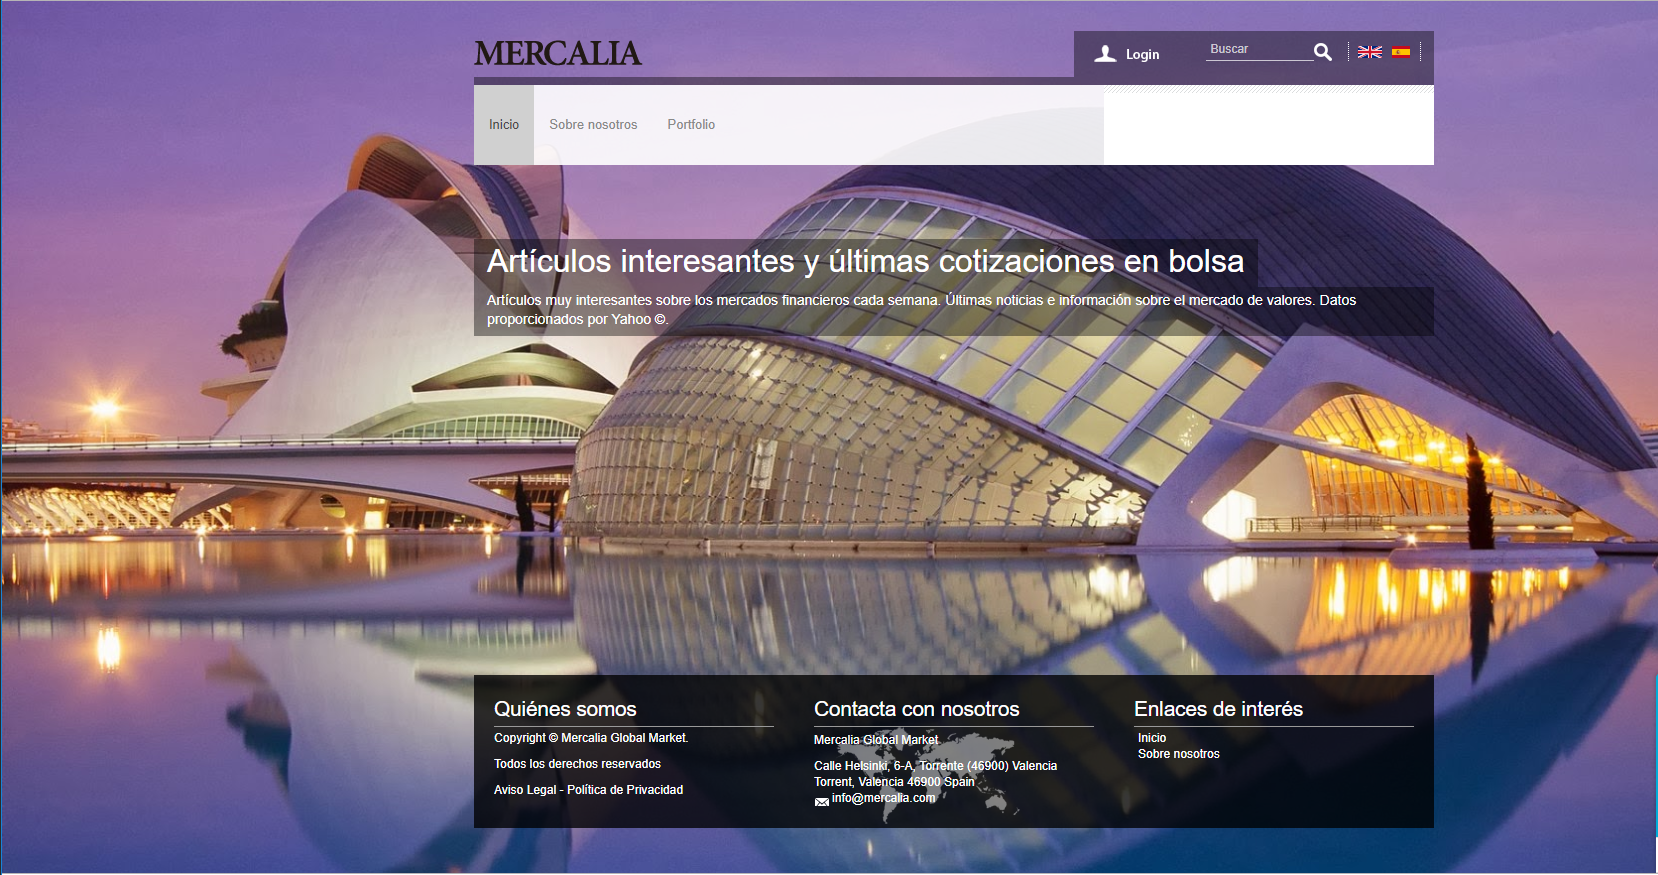 MERCALIA
Login
Buscar
Inicio
Sobre nosotros
Portfolio
Artículos interesantes y últimas cotizaciones en bolsa
Artículos muy interesantes sobre los mercados financieros cada semana. Últimas noticias e información sobre el mercado de valores. Datos
proporcionados por Yahoo ©.
Quiénes somos
Copyright © Mercalia Global Market.
Todos los derechos reservados
Aviso Legal - Política de Privacidad
Contacta con nosotros
Mercalia Global Market.
Calle Helsinki, 6-A, Torrente (46900) Valencia
Torrent, Valencia 46900 Spain
info@mercalia.com
Enlaces de interés
Inicio
Sobre nosotros